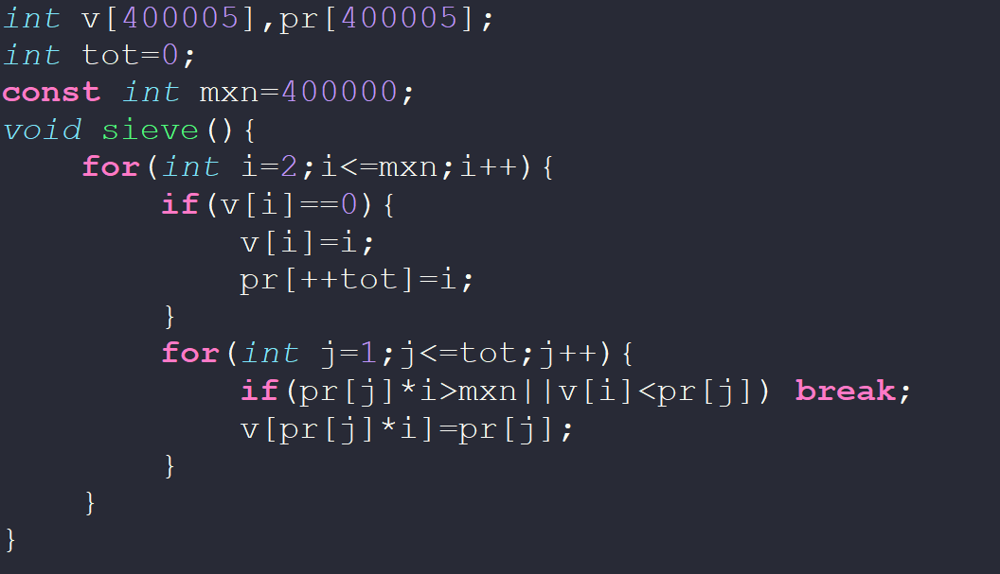 int v[400005],pr[400005];
int tot=0;
const int mxn=400000;
void sieve(){
    for(int i=2;i<=mxn;i++){
        if(v[i]==0){
            v[i]=i;
            pr[++tot]=i;
        }
        for(int j=1;j<=tot;j++){
            if(pr[j]*i>mxn||v[i]<pr[j]) break;
            v[pr[j]*i]=pr[j];
        }
    }
}